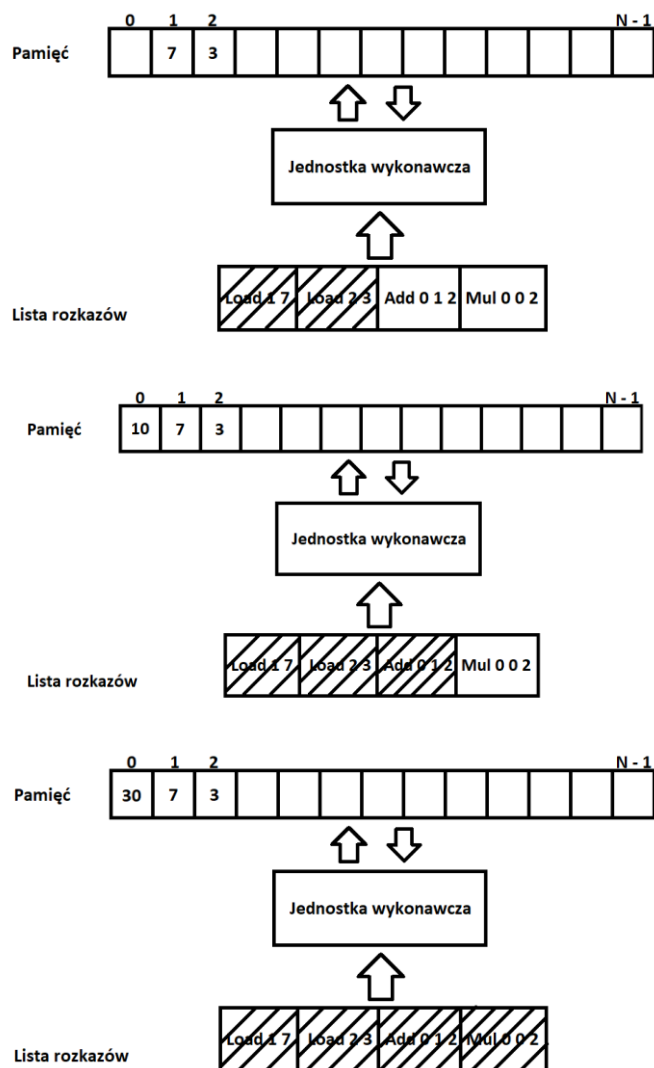 0 1 2 N - 1
Pamięć 7 3
Jednostka wykonawcza
Load 1 7 Load 2 3 Add 0 1 2 Mul 0 0 2
Lista rozkazów
0 1 2 N - 1
Pamięć 10 7 3
Jednostka wykonawcza
Load 1 7 Load 2 3 Add 0 1 2 Mul 0 0 2
Lista rozkazów
0 1 2 N - 1
Pamięć 30 7 3
Jednostka wykonawcza
Load 1 7 Load 2 3 Add 0 1 2 Mul 0 0 2
Lista rozkazów